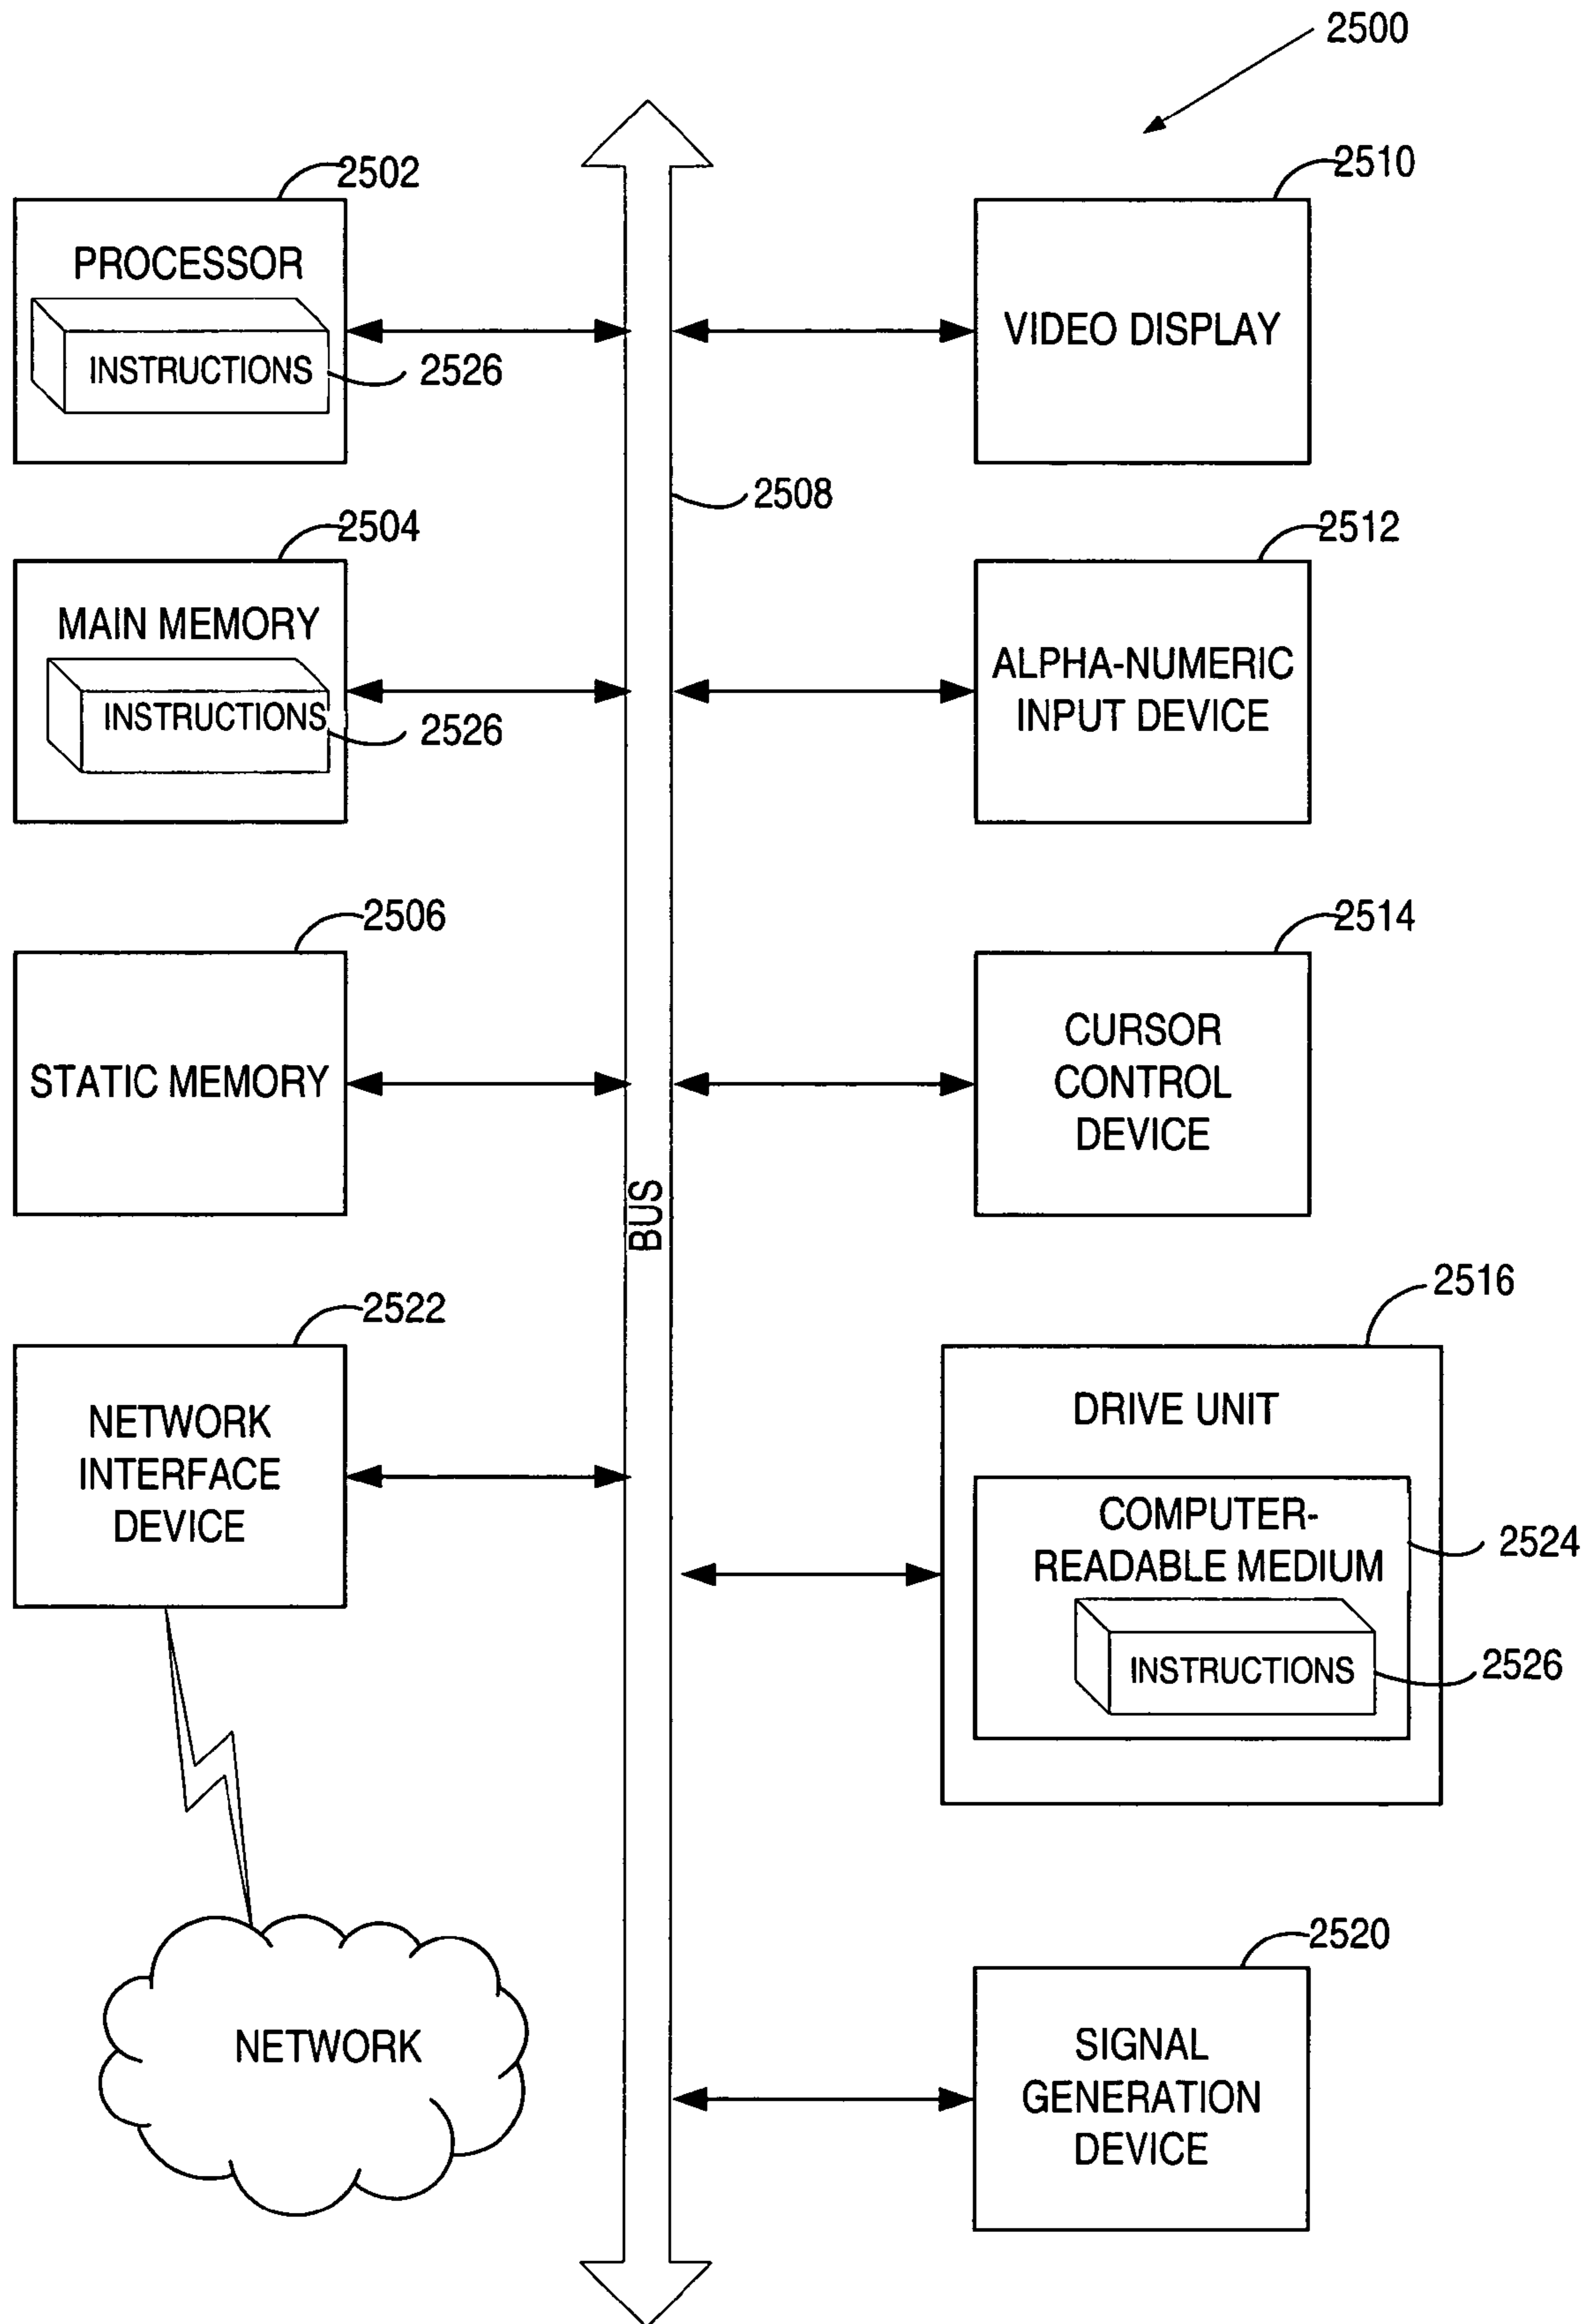 2500
2502
PROCESSOR
INSTRUCTIONS
2526
2504
MAIN MEMORY
INSTRUCTIONS
2526
2506
STATIC MEMORY
2522
NETWORK
INTERFACE
DEVICE
NETWORK
2508
BUS
2510
VIDEO DISPLAY
2512
ALPHA-NUMERIC
INPUT DEVICE
2514
CURSOR
CONTROL
DEVICE
2516
DRIVE UNIT
COMPUTER-
READABLE MEDIUM
2524
INSTRUCTIONS
2526
2520
SIGNAL
GENERATION
DEVICE